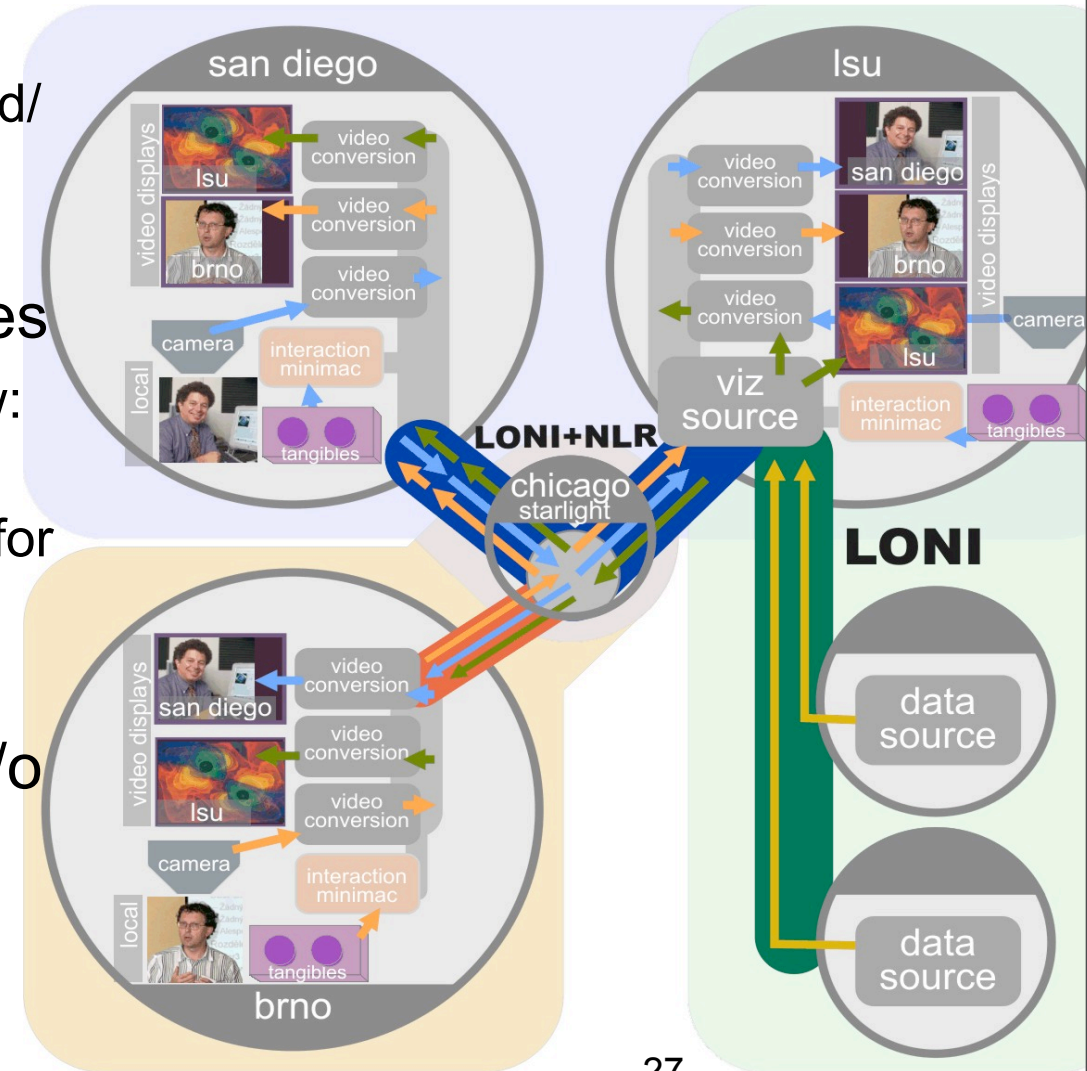 d/
es
y:
for
/o
san diego
video displays
lsu
brno
video
conversion
video
conversion
video
conversion
camera
interaction
minimac
local
tangibles
lsu
video
conversion
video
conversion
video
conversion
san diego
brno
lsu
video displays
camera
viz
source
interaction
minimac
tangibles
LONI+NLR
chicago
starlight
LONI
data
source
data
source
video displays
san diego
lsu
video
conversion
video
conversion
video
conversion
camera
interaction
minimac
local
tangibles
brno
27